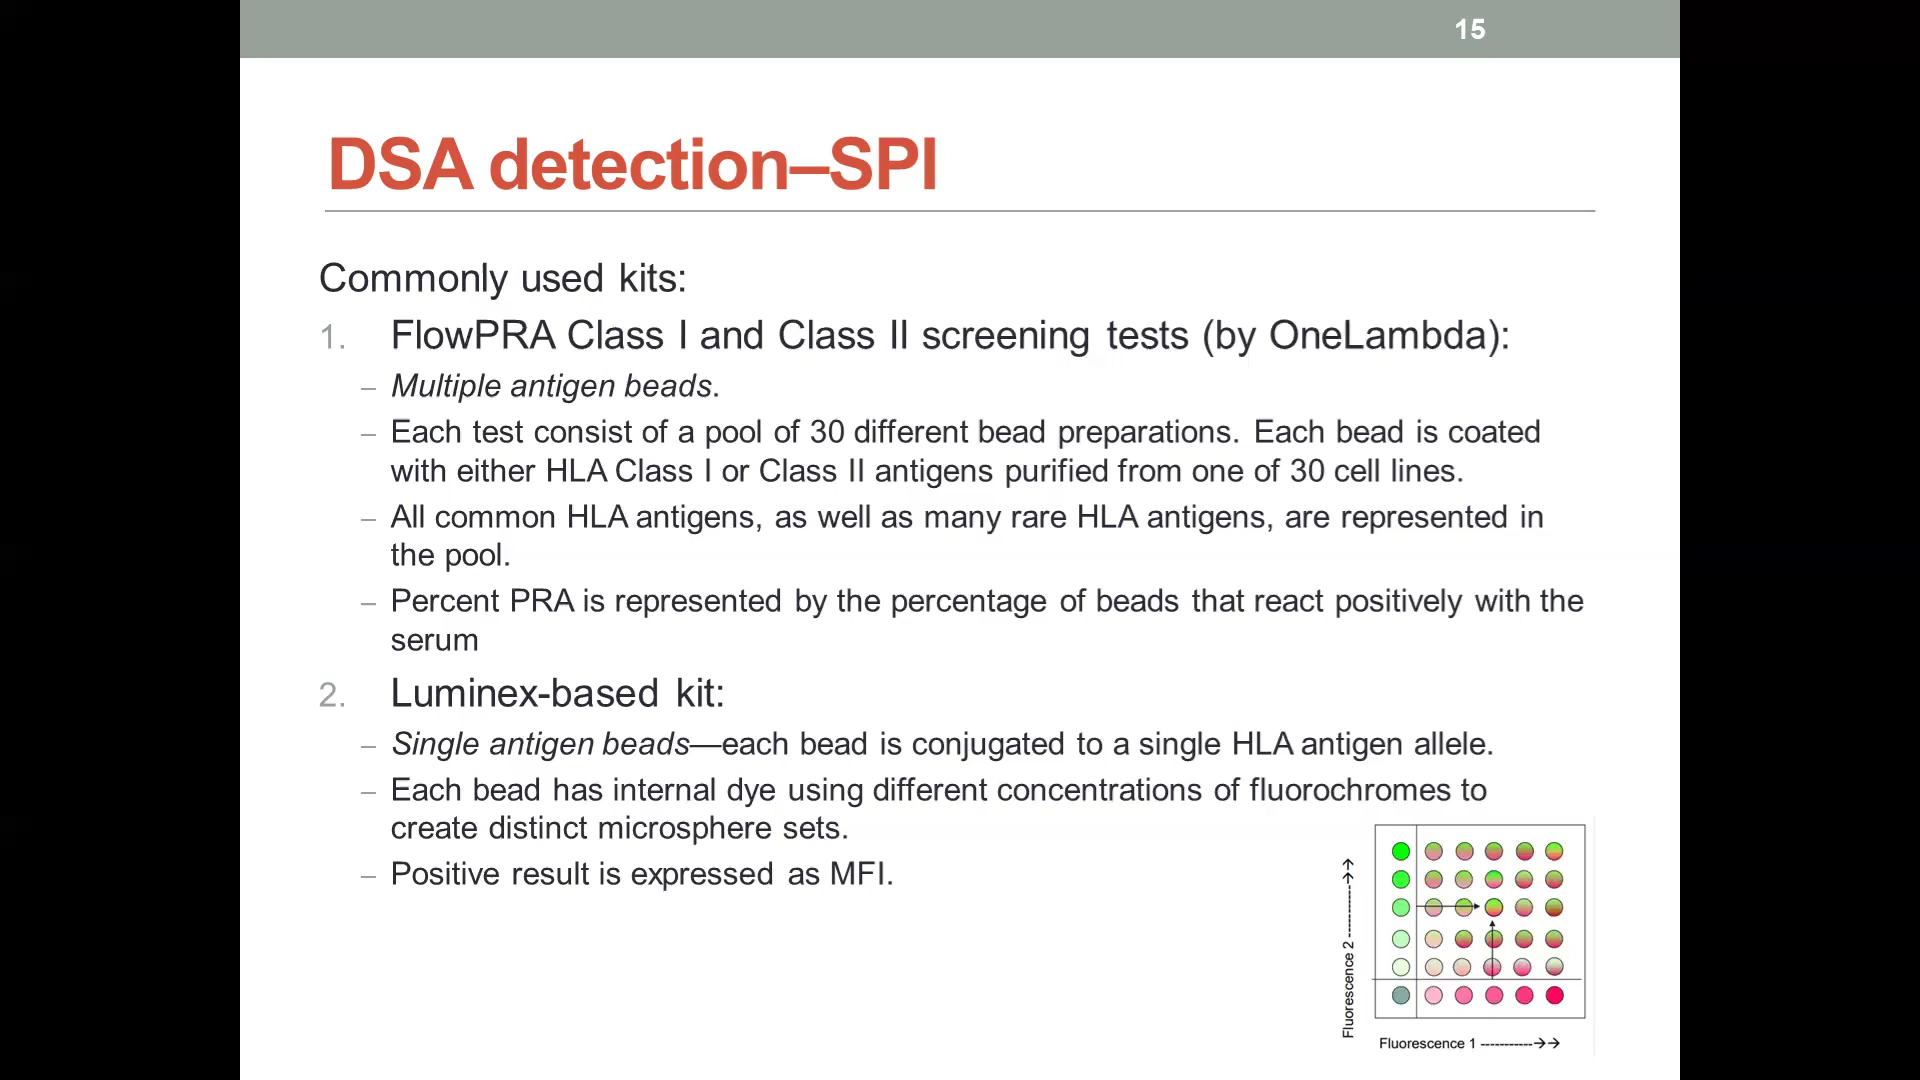 15
DSA detection–SPI
Commonly used kits:
1. FlowPRA Class I and Class II screening tests (by OneLambda):
– Multiple antigen beads.
– Each test consist of a pool of 30 different bead preparations. Each bead is coated
with either HLA Class I or Class II antigens purified from one of 30 cell lines.
– All common HLA antigens, as well as many rare HLA antigens, are represented in
the pool.
– Percent PRA is represented by the percentage of beads that react positively with the
serum
2. Luminex-based kit:
– Single antigen beads—each bead is conjugated to a single HLA antigen allele.
– Each bead has internal dye using different concentrations of fluorochromes to
create distinct microsphere sets.
– Positive result is expressed as MFI.
Fluorescence 2 ----------->→
Fluorescence 1 ----------->→